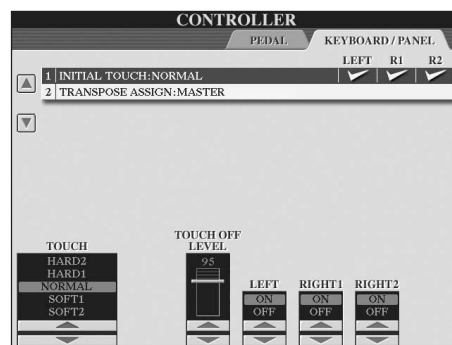 CONTROLLER
PEDAL KEYBOARD / PANEL
LEFT R1 R2
1 INITIAL TOUCH:NORMAL
2 TRANSPOSE ASSIGN:MASTER
TOUCH
HARD2
HARD1
NORMAL
SOFT1
SOFT2
TOUCH OFF
LEVEL
95
LEFT
ON
OFF
RIGHT1
ON
OFF
RIGHT2
ON
OFF